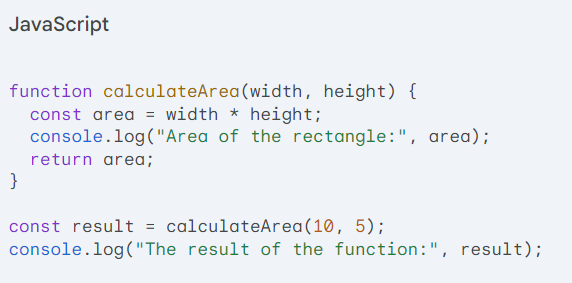 JavaScript
function calculateArea(width, height) {
  const area = width * height;
  console.log("Area of the rectangle:", area);
  return area;
}
const result = calculateArea(10, 5);
console.log("The result of the function:", result);